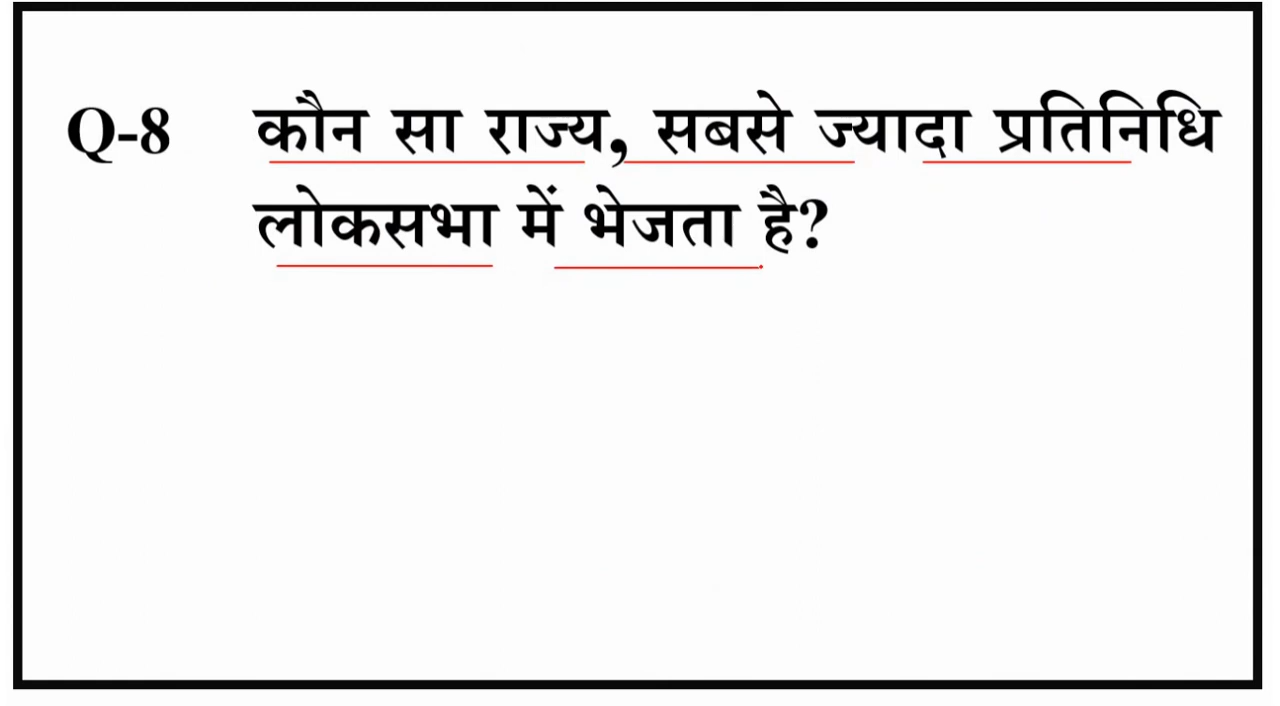 Q-8 कौन सा राज्य, सबसे ज्यादा प्रतिनिधि
लोकसभा में भेजता है?